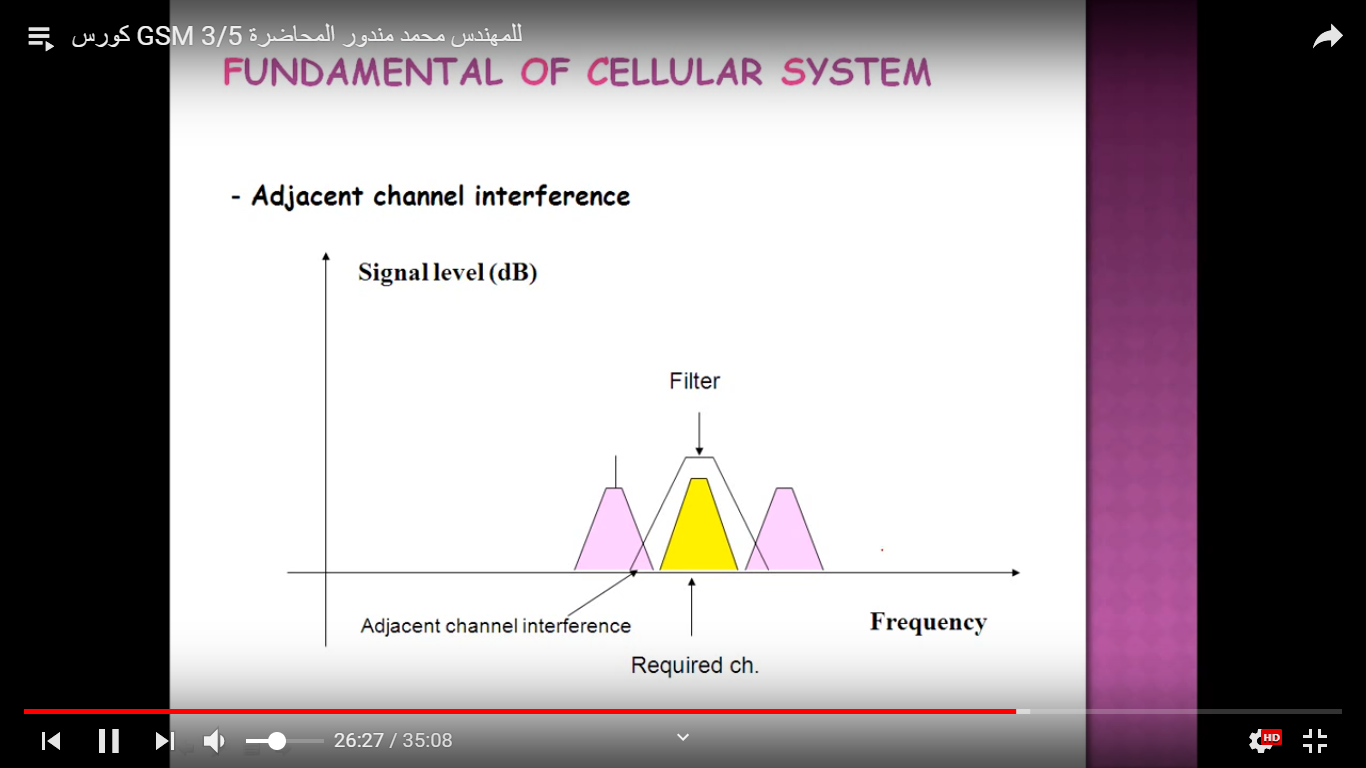 كورس GSM 3/5 للمهندس محمد مندور المحاضرة
FUNDAMENTAL OF CELLULAR SYSTEM
- Adjacent channel interference
Signal level (dB)
Filter
Adjacent channel interference
Frequency
Required ch.
26:27 / 35:08
HD